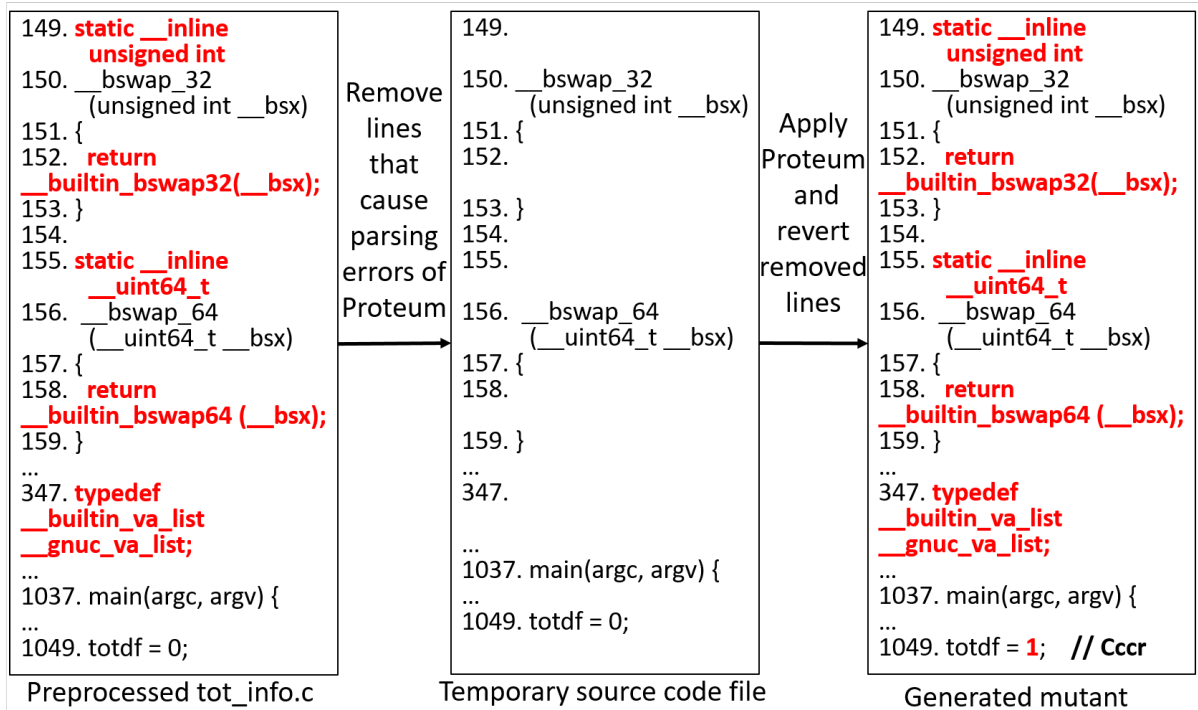 149. static __inline
unsigned int
150. __bswap_32
(unsigned int __bsx)
151. {
152. return
__builtin_bswap32(__bsx);
153. }
154.
155. static __inline
__uint64_t
156. __bswap_64
(__uint64_t __bsx)
157. {
158. return
__builtin_bswap64 (__bsx);
159. }
...
347. typedef
__builtin_va_list
__gnuc_va_list;
...
1037. main(argc, argv) {
...
1049. totdf = 0;
Preprocessed tot_info.c
Remove
lines
that
cause
parsing
errors of
Proteum
149.
150. __bswap_32
(unsigned int __bsx)
151. {
152.
153. }
154.
155.
156. __bswap_64
(__uint64_t __bsx)
157. {
158.
159. }
...
347.
...
1037. main(argc, argv) {
...
1049. totdf = 0;
Temporary source code file
Apply
Proteum
and
revert
removed
lines
149. static __inline
unsigned int
150. __bswap_32
(unsigned int __bsx)
151. {
152. return
__builtin_bswap32(__bsx);
153. }
154.
155. static __inline
__uint64_t
156. __bswap_64
(__uint64_t __bsx)
157. {
158. return
__builtin_bswap64 (__bsx);
159. }
...
347. typedef
__builtin_va_list
__gnuc_va_list;
...
1037. main(argc, argv) {
...
1049. totdf = 1; // Cccr
Generated mutant